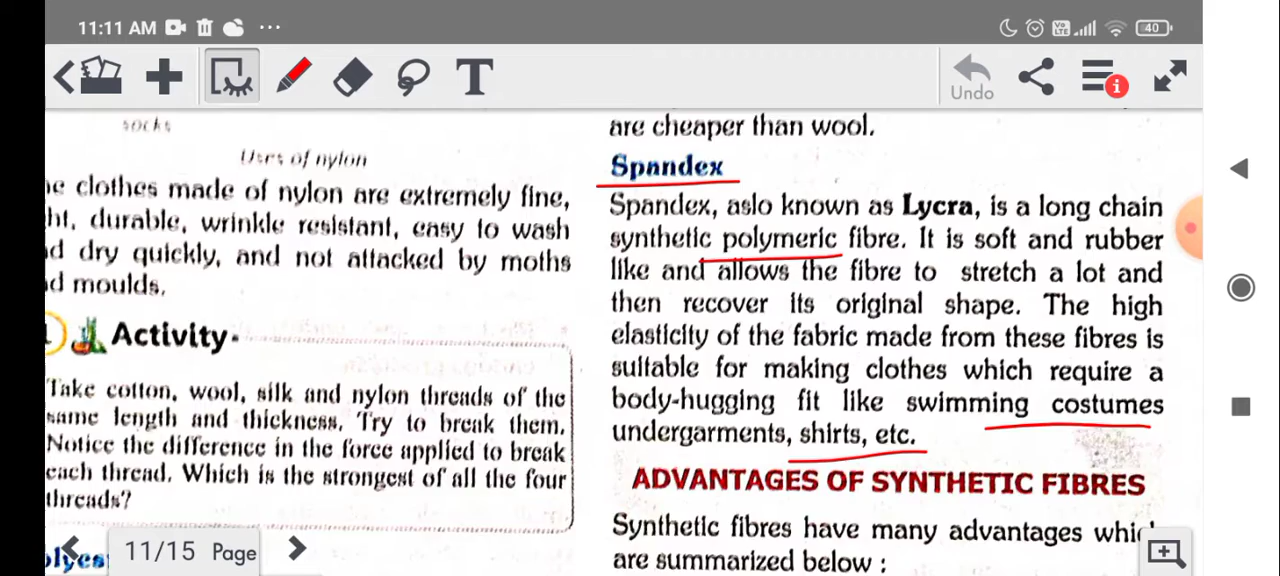 11:11 AM ...
40
T
Undo
socks
Uses of nylon
he clothes made of nylon are extremely fine,
ht, durable, wrinkle resistant, easy to wash
nd dry quickly, and not attacked by moths
nd moulds.
Activity
Take cotton, wool, silk and nylon threads of the
same length and thickness. Try to break them.
Notice the difference in the force applied to break
each thread. Which is the strongest of all the four
threads?
olyes
11/15 Page
are cheaper than wool.
Spandex
Spandex, aslo known as Lycra, is a long chain
synthetic polymeric fibre. It is soft and rubber
like and allows the fibre to stretch a lot and
then recover its original shape. The high
elasticity of the fabric made from these fibres is
suitable for making clothes which require a
body-hugging fit like swimming costumes
undergarments, shirts, etc.
ADVANTAGES OF SYNTHETIC FIBRES
Synthetic fibres have many advantages whic
are summarized below :